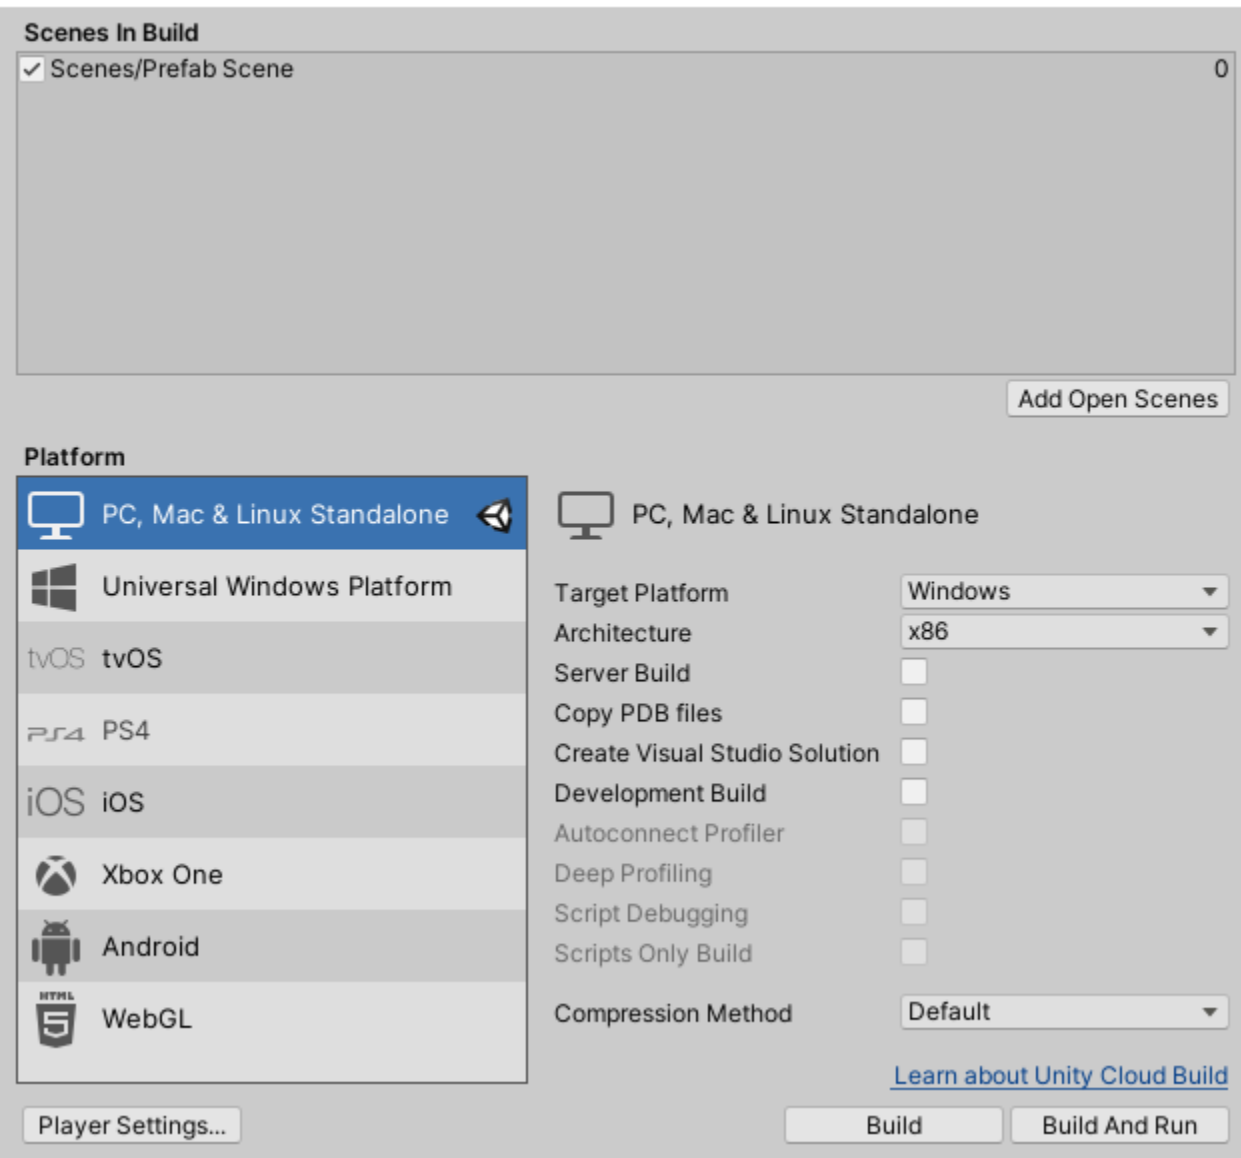 Scenes In Build
Scenes/Prefab Scene 0
Add Open Scenes
Platform
PC, Mac & Linux Standalone
Universal Windows Platform
tvOS tvOS
PS4 PS4
iOS iOS
Xbox One
Android
HTML
5 WebGL
PC, Mac & Linux Standalone
Target Platform Windows
Architecture x86
Server Build
Copy PDB files
Create Visual Studio Solution
Development Build
Autoconnect Profiler
Deep Profiling
Script Debugging
Scripts Only Build
Compression Method Default
Learn about Unity Cloud Build
Player Settings... Build Build And Run